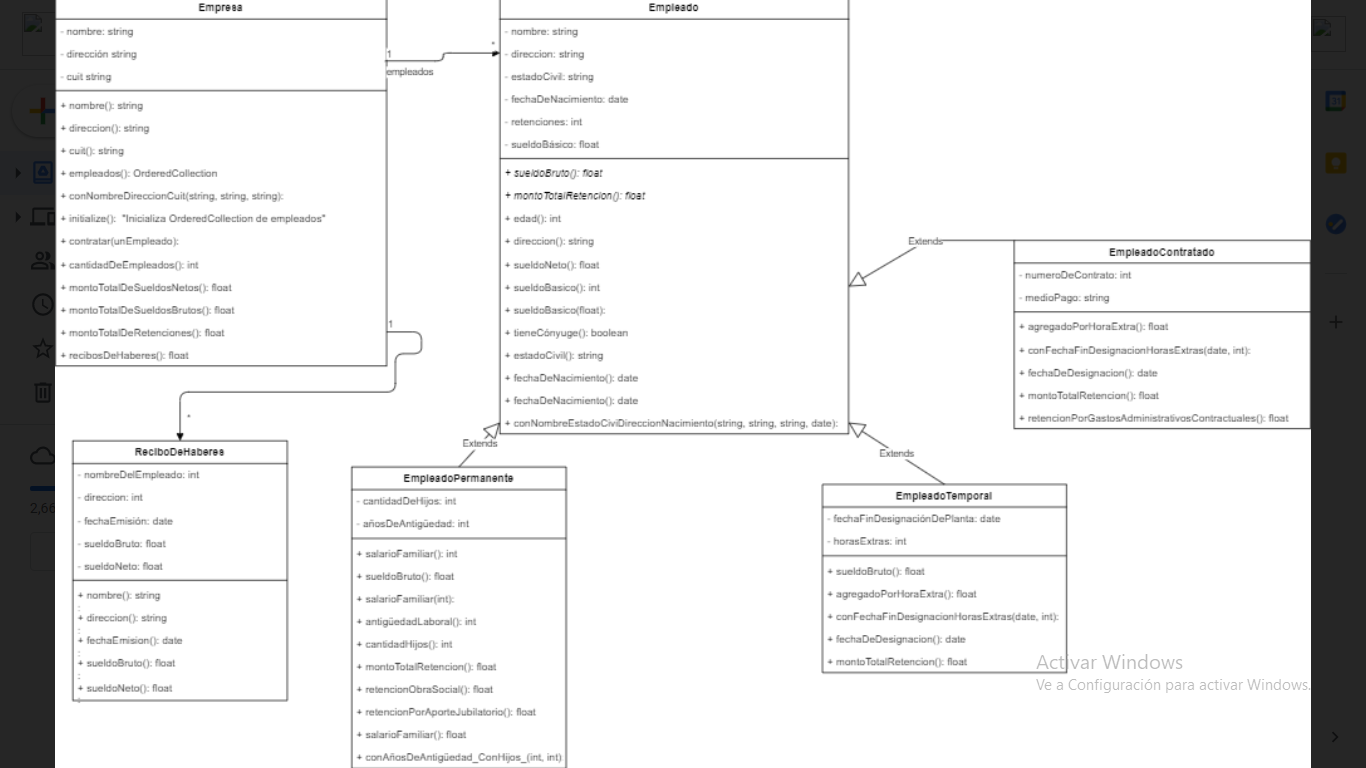 Empresa
- nombre: string
- dirección string
- cuit string
+ nombre(): string
+ direccion(): string
+ cuit(): string
+ empleados(): OrderedCollection
+ conNombreDireccionCuit(string, string, string):
+ initialize(): "Inicializa OrderedCollection de empleados"
+ contratar(unEmpleado):
+ cantidadDeEmpleados(): int
+ montoTotalDeSueldosNetos(): float
+ montoTotalDeSueldosBrutos(): float
+ montoTotalDeRetenciones(): float
+ recibosDeHaberes(): float
1
*
empleados
Empleado
- nombre: string
- direccion: string
- estadoCivil: string
- fechaDeNacimiento: date
- retenciones: int
- sueldoBásico: float
+ sueldoBruto(): float
+ montoTotalRetencion(): float
+ edad(): int
+ direccion(): string
+ sueldoNeto(): float
+ sueldoBasico(): int
+ sueldoBasico(float):
+ tieneCónyuge(): boolean
+ estadoCivil(): string
+ fechaDeNacimiento(): date
+ fechaDeNacimiento(): date
+ conNombreEstadoCiviDireccionNacimiento(string, string, string, date):
Extends
EmpleadoContratado
- numeroDeContrato: int
- medioPago: string
+ agregadoPorHoraExtra(): float
+ conFechaFinDesignacionHorasExtras(date, int):
+ fechaDeDesignacion(): date
+ montoTotalRetencion(): float
+ retencionPorGastosAdministrativosContractuales(): float
1
*
ReciboDeHaberes
- nombreDelEmpleado: int
- direccion: int
- fechaEmisión: date
- sueldoBruto: float
- sueldoNeto: float
+ nombre(): string
:
+ direccion(): string
:
+ fechaEmision(): date
:
+ sueldoBruto(): float
:
+ sueldoNeto(): float
:
Extends
EmpleadoPermanente
- cantidadDeHijos: int
- añosDeAntigüedad: int
+ salarioFamiliar(): int
+ sueldoBruto(): float
+ salarioFamiliar(int):
+ antigüedadLaboral(): int
+ cantidadHijos(): int
+ montoTotalRetencion(): float
+ retencionObraSocial(): float
+ retencionPorAporteJubilatorio(): float
+ salarioFamiliar(): float
+ conAñosDeAntigüedad_ConHijos_(int, int)
Extends
EmpleadoTemporal
- fechaFinDesignaciónDePlanta: date
- horasExtras: int
+ sueldoBruto(): float
+ agregadoPorHoraExtra(): float
+ conFechaFinDesignacionHorasExtras(date, int):
+ fechaDeDesignacion(): date
+ montoTotalRetencion(): float
Activar Windows
Ve a Configuración para activar Windows.
2,66